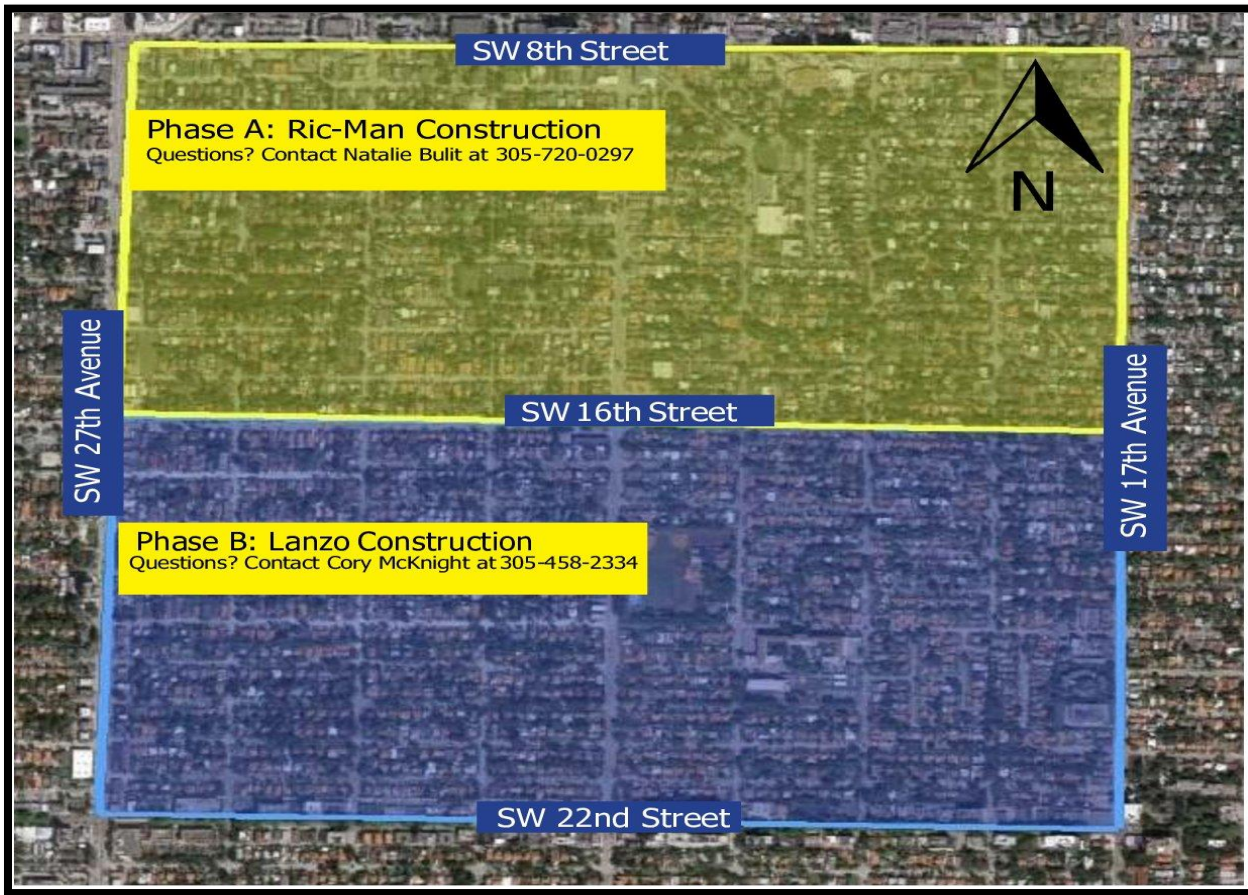 SW 8th Street
Phase A: Ric-Man Construction
Questions? Contact Natalie Bulit at 305-720-0297
N
SW 27th Avenue
SW 16th Street
SW 17th Avenue
Phase B: Lanzo Construction
Questions? Contact Cory McKnight at 305-458-2334
SW 22nd Street